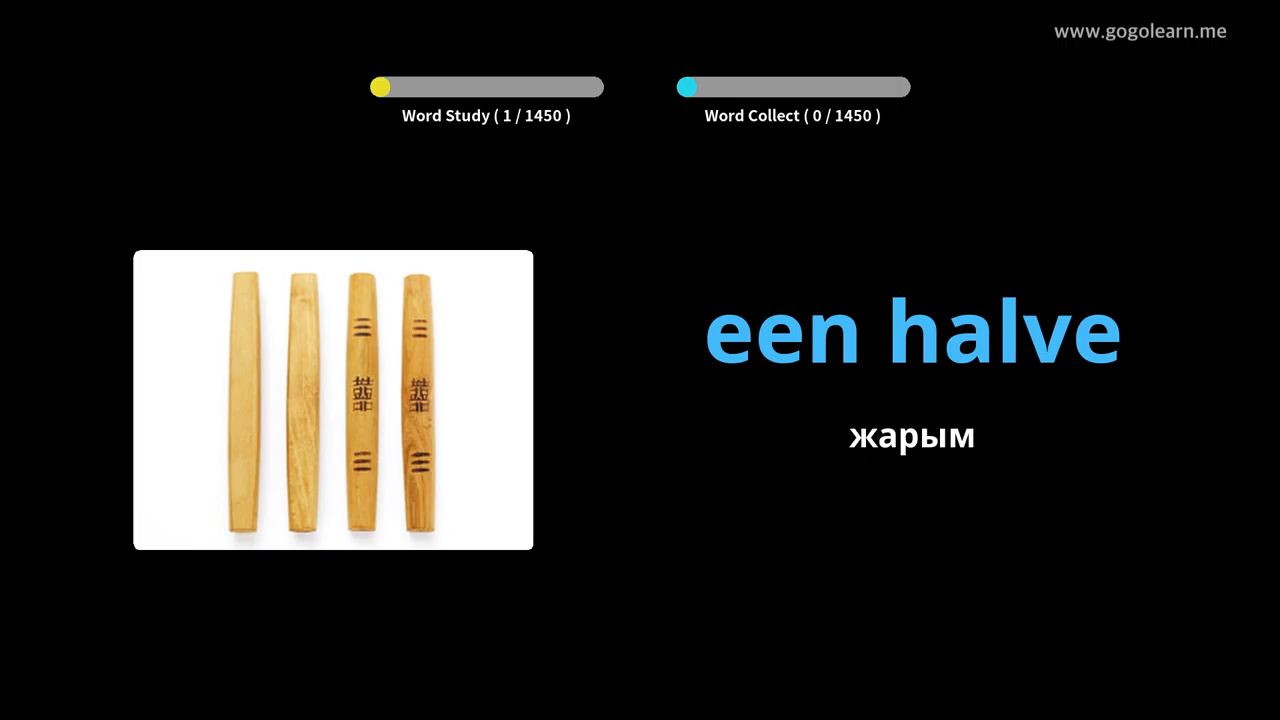 www.gogolearn.me
Word Study ( 1 / 1450 )
Word Collect ( 0 / 1450 )
een halve
жарым